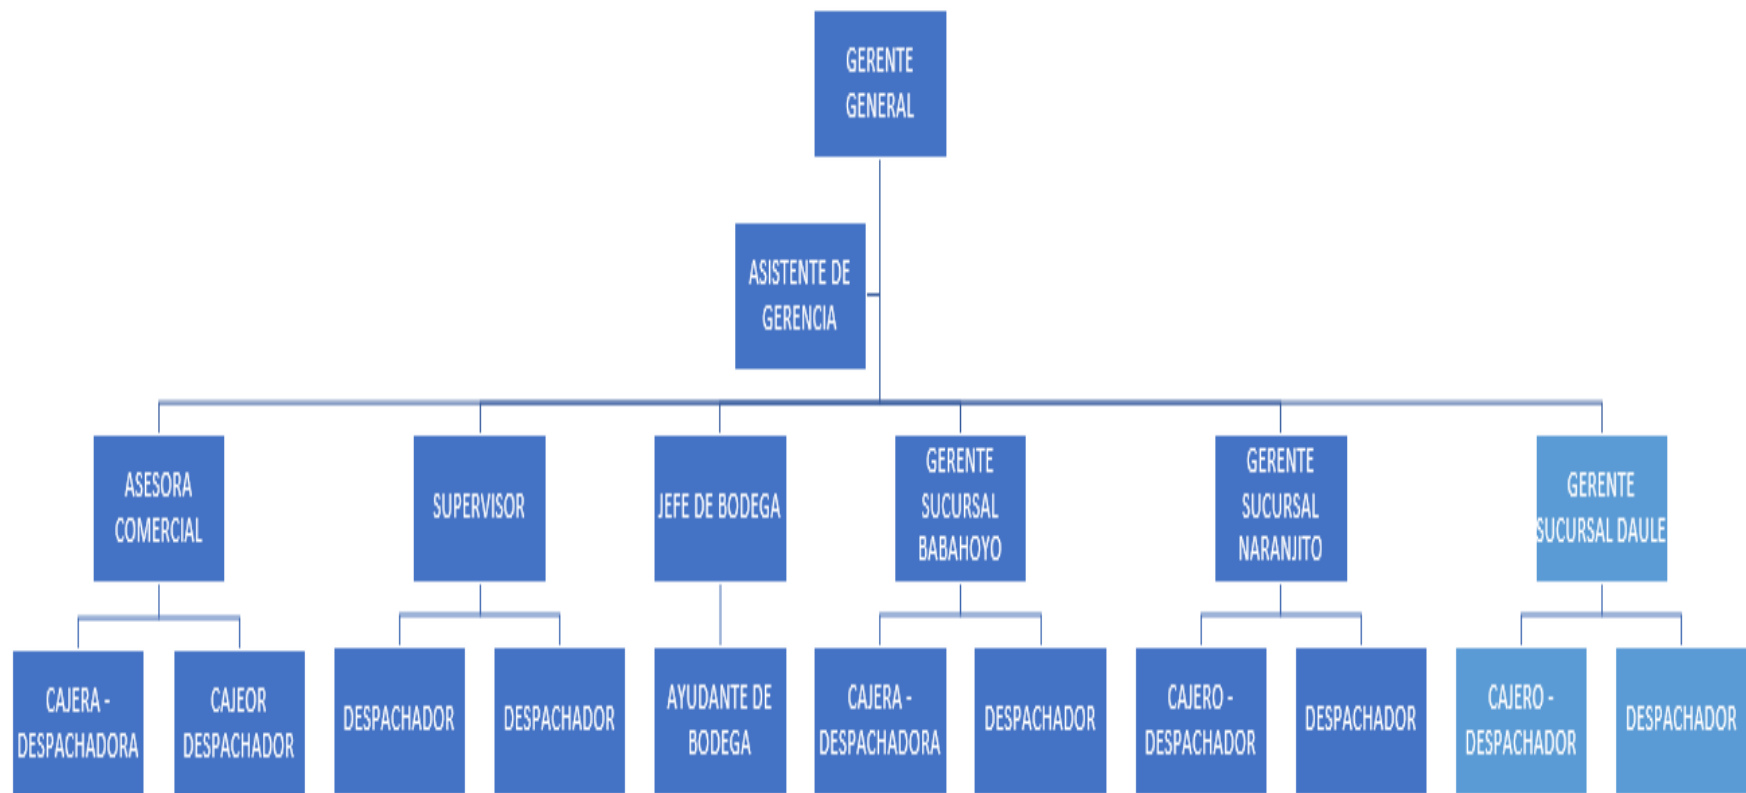 GERENTE
GENERAL
ASISTENTE DE
GERENCIA
ASESORA
COMERCIAL
SUPERVISOR
JEFE DE BODEGA
GERENTE
SUCURSAL
BABAHOYO
GERENTE
SUCURSAL
NARANJITO
GERENTE
SUCURSAL DAULE
CAJERA -
DESPACHADORA
CAJEOR
DESPACHADOR
DESPACHADOR
DESPACHADOR
AYUDANTE DE
BODEGA
CAJERA -
DESPACHADORA
DESPACHADOR
CAJERO -
DESPACHADOR
DESPACHADOR
CAJERO -
DESPACHADOR
DESPACHADOR